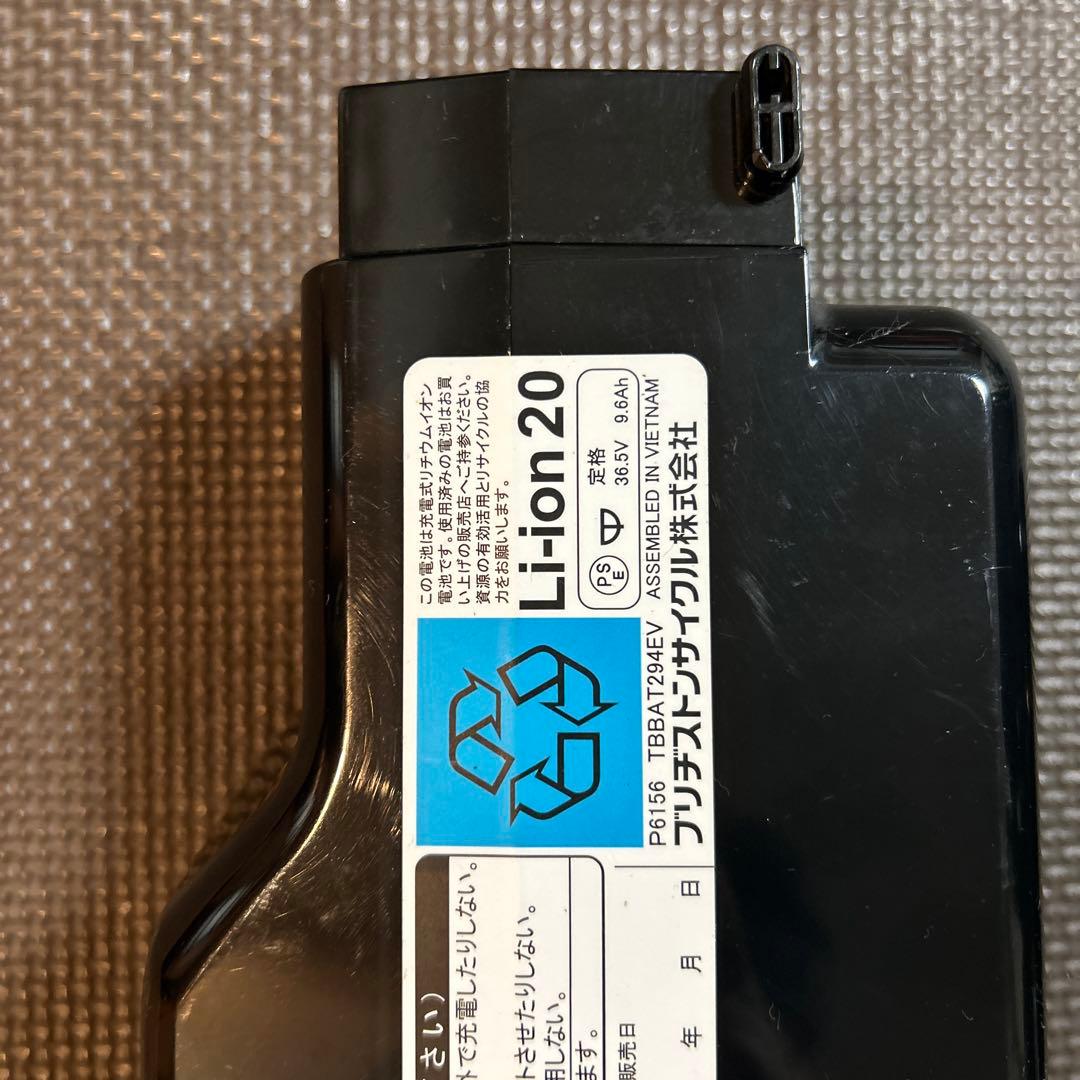 この電池は充電式リチウムイオン
電池です。使用済みの電池はお買
い上げの販売店へご持参ください。
資源の有効活用とリサイクルの協
力をお願いします。
Li-ion 20
PSE 定格
36.5V 9.6Ah
P6156 TBBAT294EV ASSEMBLED IN VIETNAM
ブリヂストンサイクル株式会社
さい)
で充電したりしない。
トさせたりしない。
用しない。
ます。
販売日
年 月 日